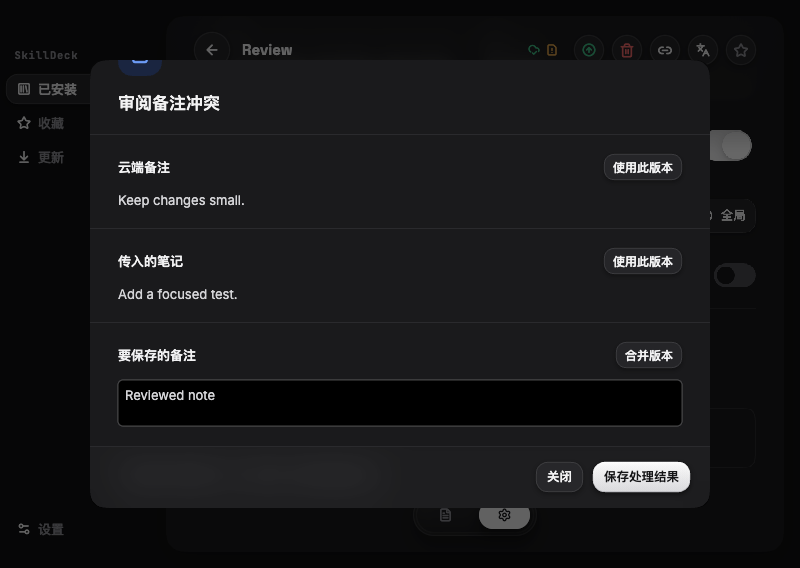 SkillDeck
Review
已安装
收藏
更新
全局
审阅备注冲突
云端备注
使用此版本
Keep changes small.
传入的笔记
使用此版本
Add a focused test.
要保存的备注
合并版本
Reviewed note
关闭
保存处理结果
设置